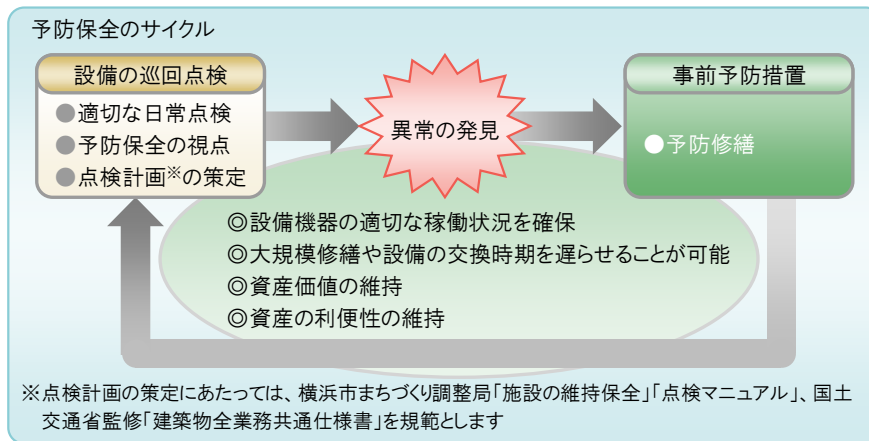 予防保全のサイクル
設備の巡回点検
●適切な日常点検
●予防保全の視点
●点検計画※の策定
異常の発見
事前予防措置
●予防修繕
◎設備機器の適切な稼働状況を確保
◎大規模修繕や設備の交換時期を遅らせることが可能
◎資産価値の維持
◎資産の利便性の維持
※点検計画の策定にあたっては、横浜市まちづくり調整局「施設の維持保全」「点検マニュアル」、国土
交通省監修「建築物全業務共通仕様書」を規範とします